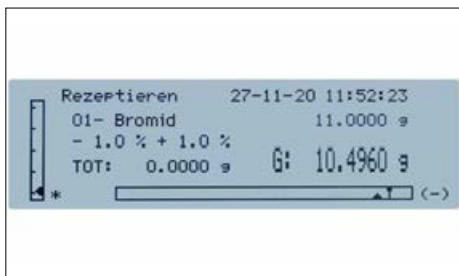 Rezeptieren 27-11-20 11:52:23
01- Bromid 11.0000 g
- 1.0 % + 1.0 %
TOT: 0.0000 g G: 10.4960 g
* (-)